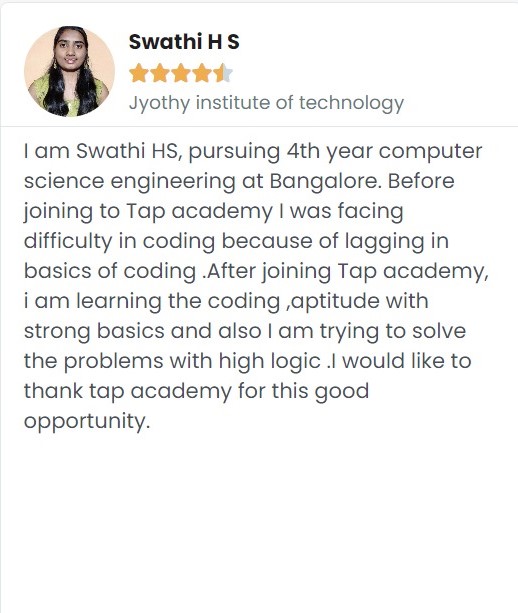 Swathi H S
Jyothy institute of technology
I am Swathi HS, pursuing 4th year computer
science engineering at Bangalore. Before
joining to Tap academy I was facing
difficulty in coding because of lagging in
basics of coding .After joining Tap academy,
i am learning the coding ,aptitude with
strong basics and also I am trying to solve
the problems with high logic .I would like to
thank tap academy for this good
opportunity.